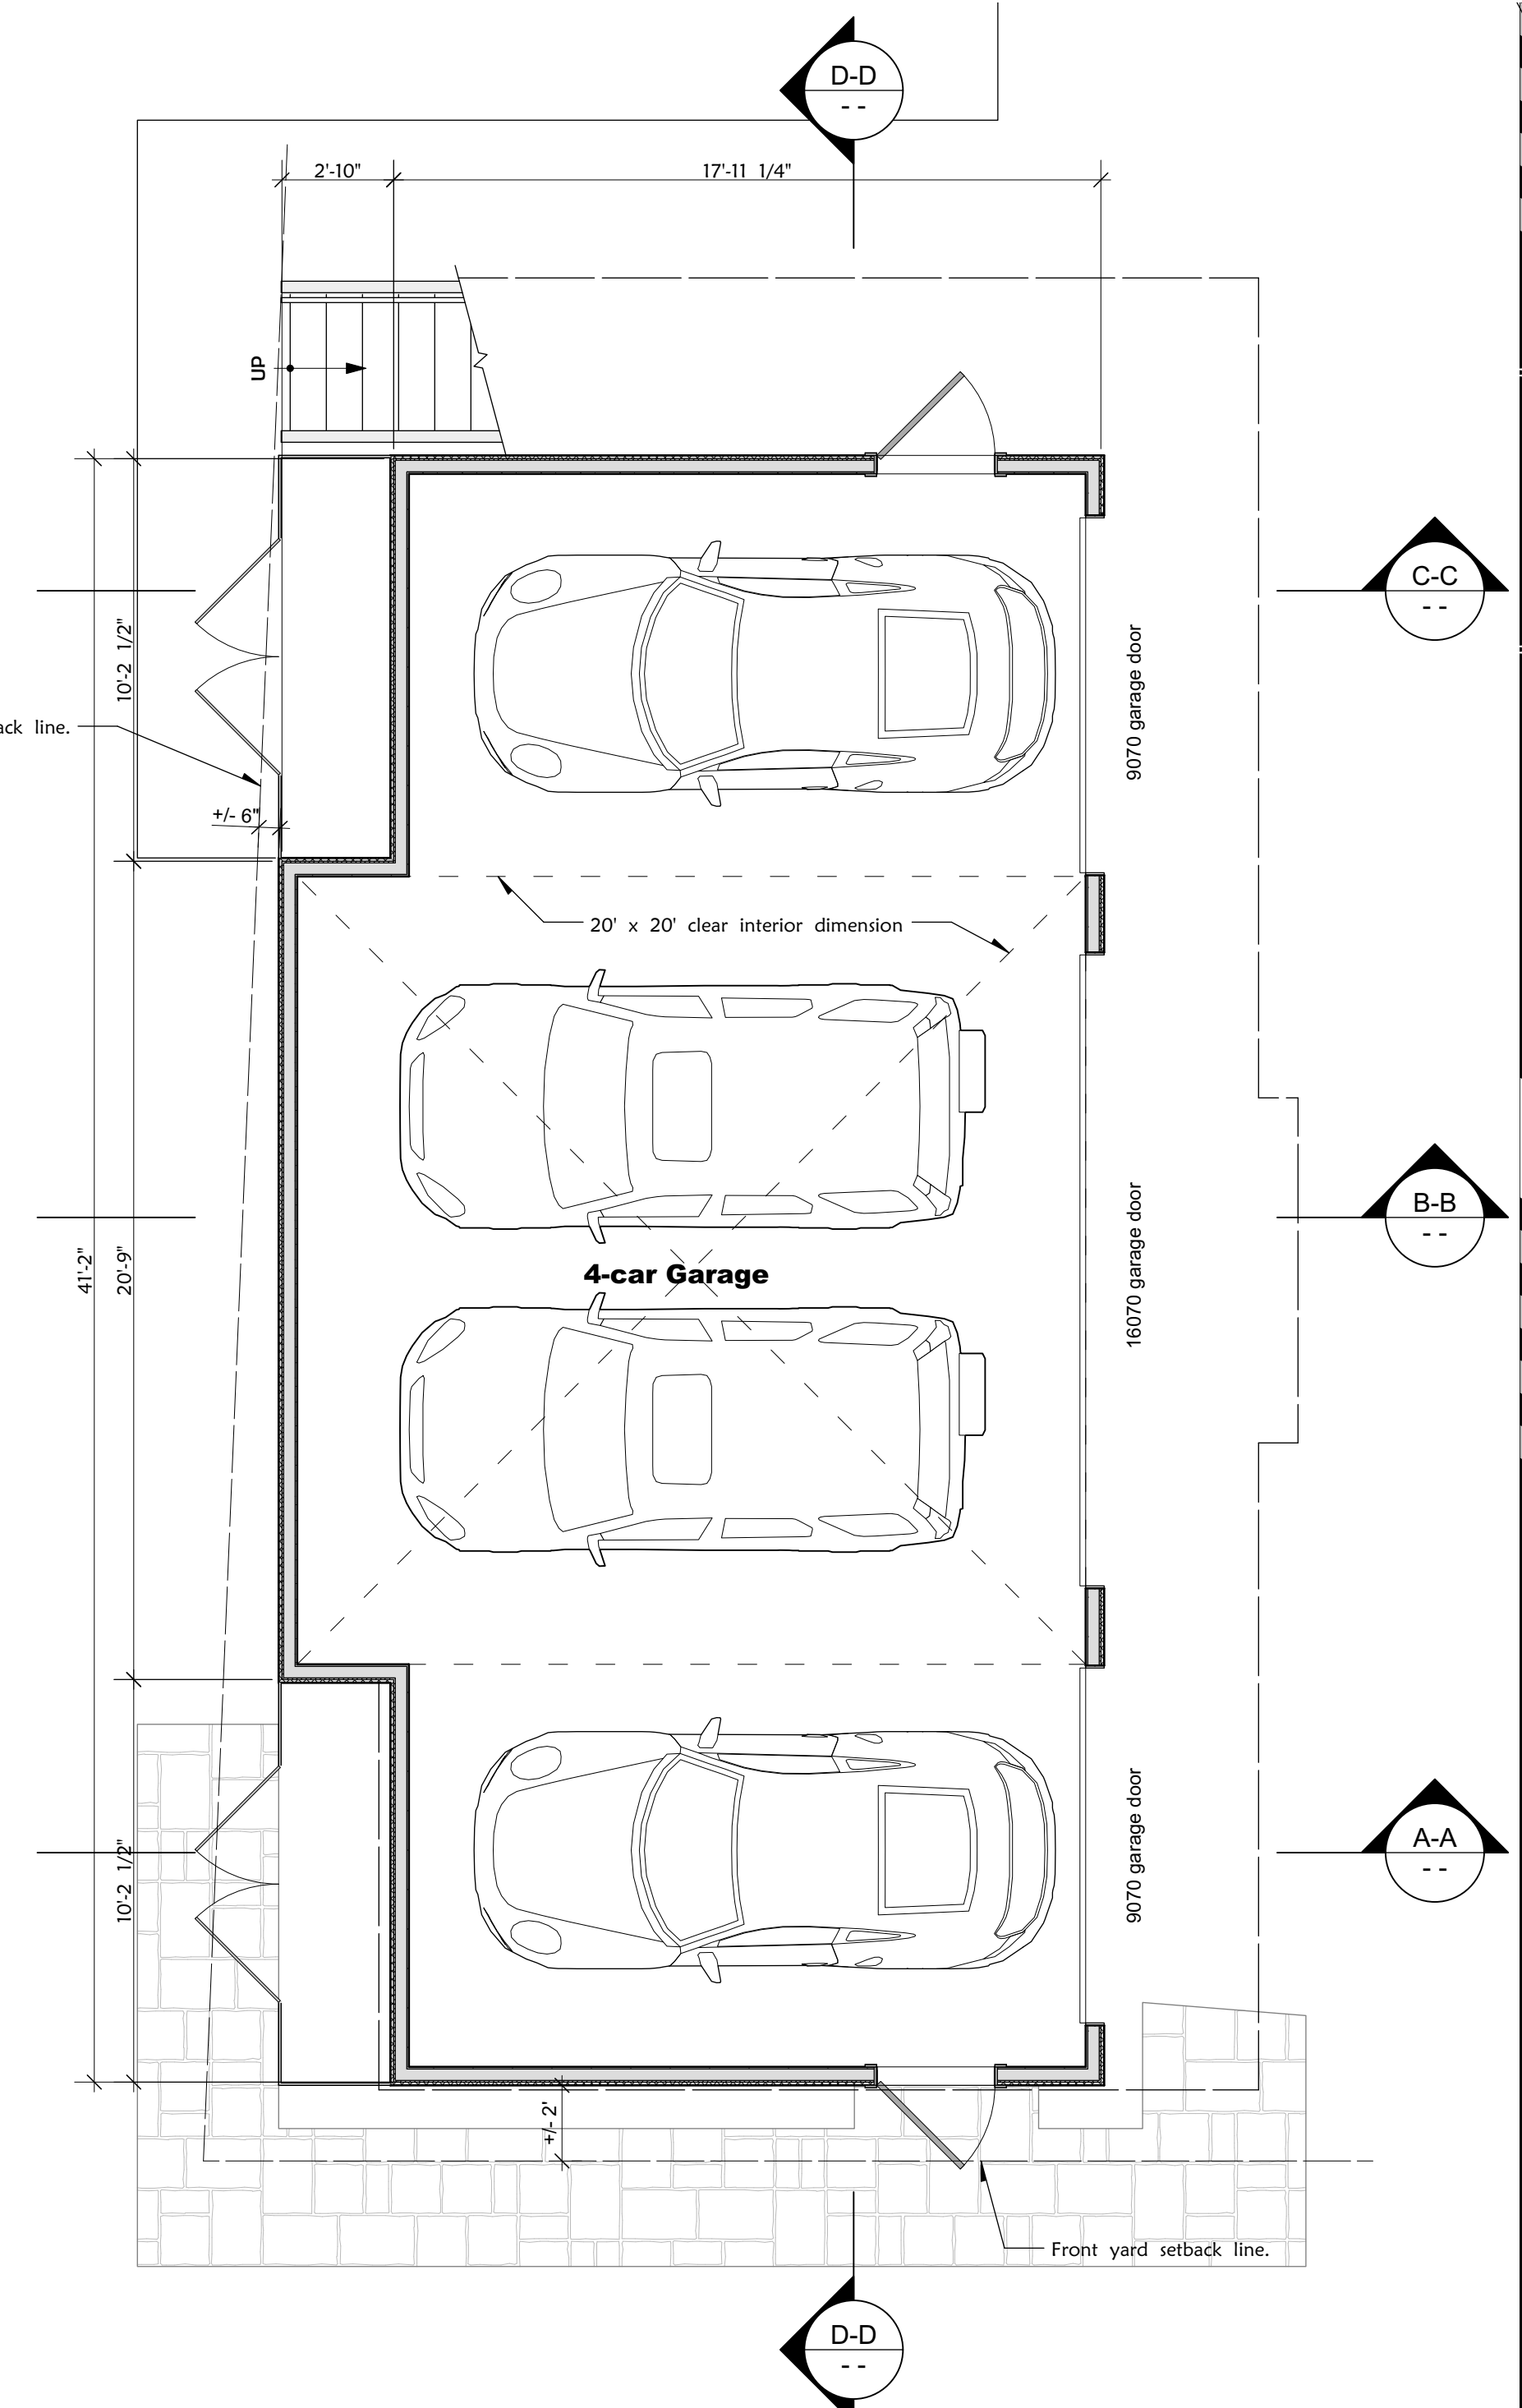 D-D
- -
2'-10"
17'-11 1/4"
UP
C-C
- -
10'-2 1/2"
9070 garage door
ack line.
+/- 6"
20' x 20' clear interior dimension
B-B
- -
41'-2"
20'-9"
4-car Garage
16070 garage door
A-A
- -
10'-2 1/2"
9070 garage door
+/- 2'
Front yard setback line.
D-D
- -